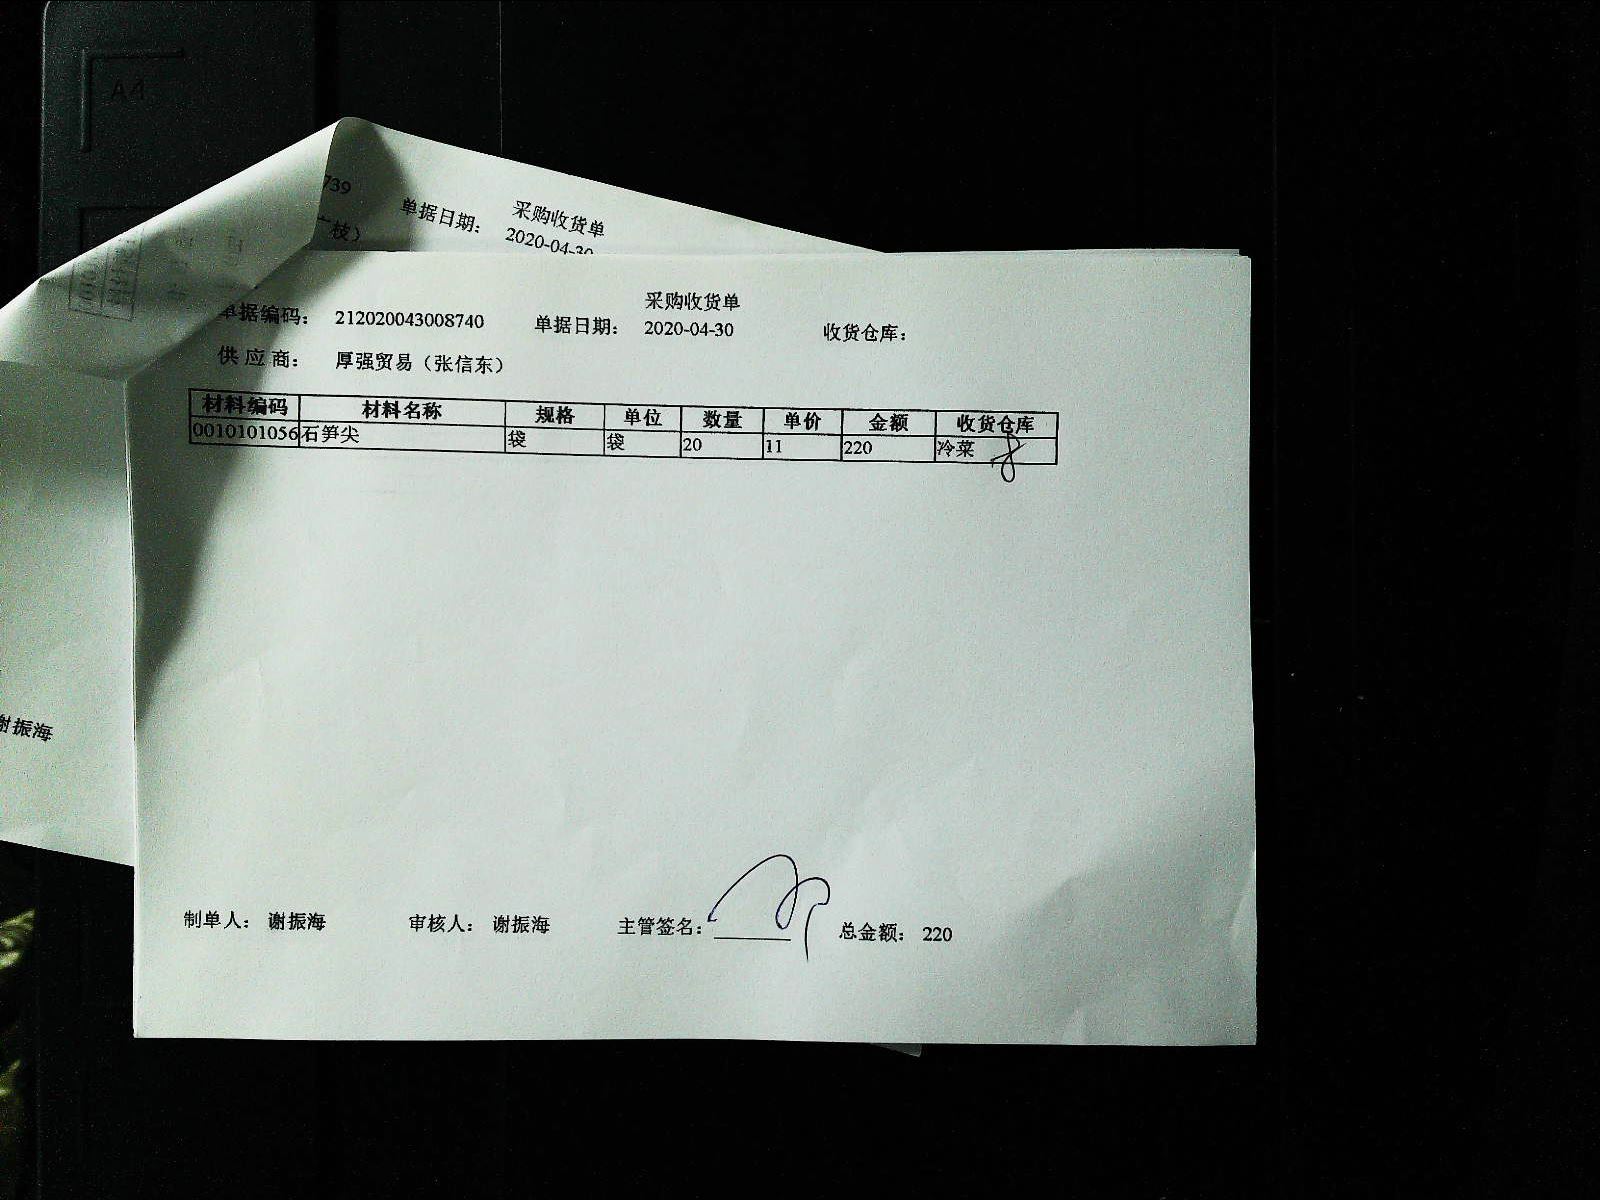 A4
739
采购收货单
单据日期: 2020-04-30
枝)
采购收货单
单据编码: 212020043008740 单据日期: 2020-04-30 收货仓库:
供应商: 厚强贸易（张信东）
材料编码 材料名称 规格 单位 数量 单价 金额 收货仓库
0010101056 石笋尖 袋 袋 20 11 220 冷菜
谢振海
制单人: 谢振海 审核人: 谢振海 主管签名: 总金额: 220